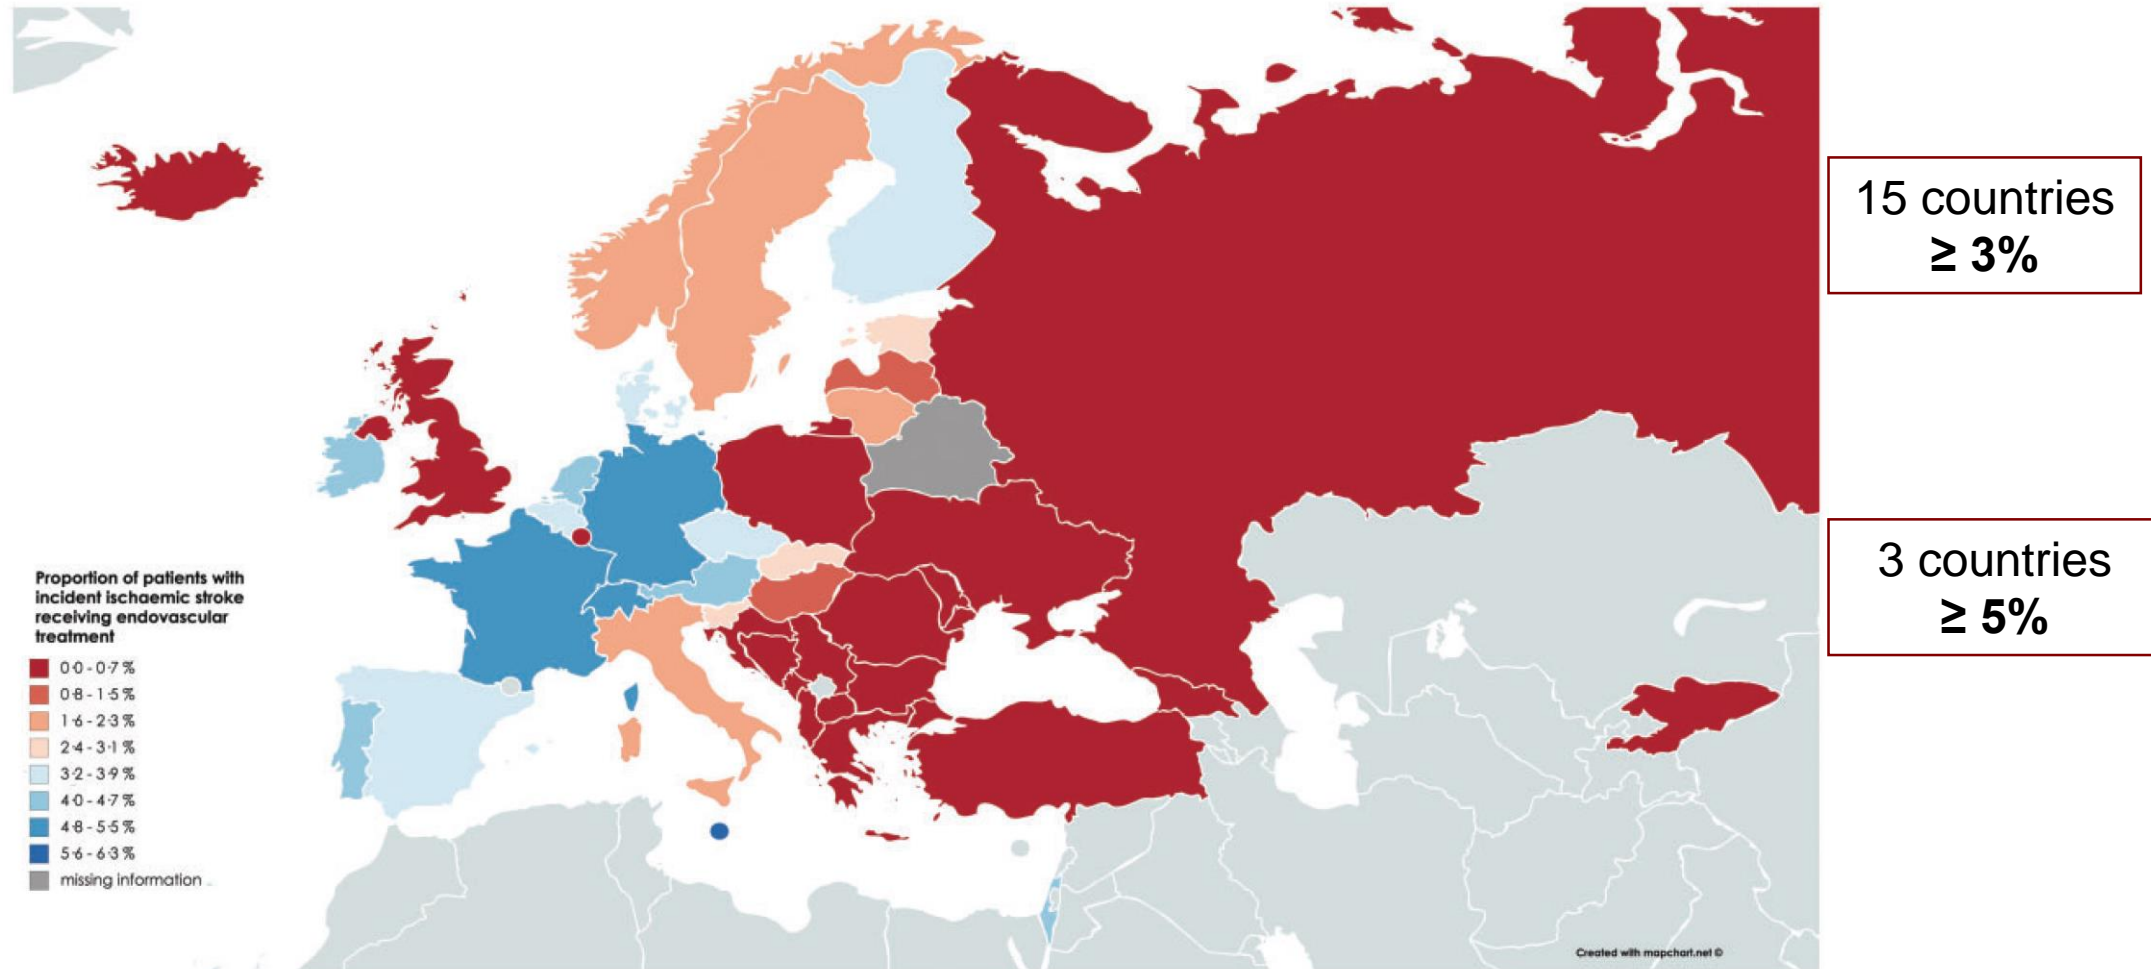 15 countries
≥ 3%
3 countries
≥ 5%
Proportion of patients with
incident ischaemic stroke
receiving endovascular
treatment
0·0 - 0·7 %
0·8 - 1·5 %
1·6 - 2·3 %
2·4 - 3·1 %
3·2 - 3·9 %
4·0 - 4·7 %
4·8 - 5·5 %
5·6 - 6·3 %
missing information
Created with mapchart.net ©